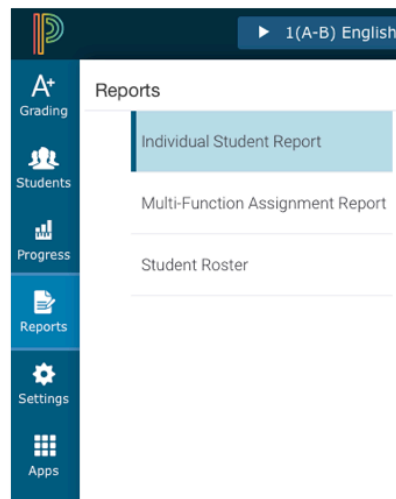 1(A-B) English
A+
Grading
Students
Progress
Reports
Settings
Apps
Reports
Individual Student Report
Multi-Function Assignment Report
Student Roster